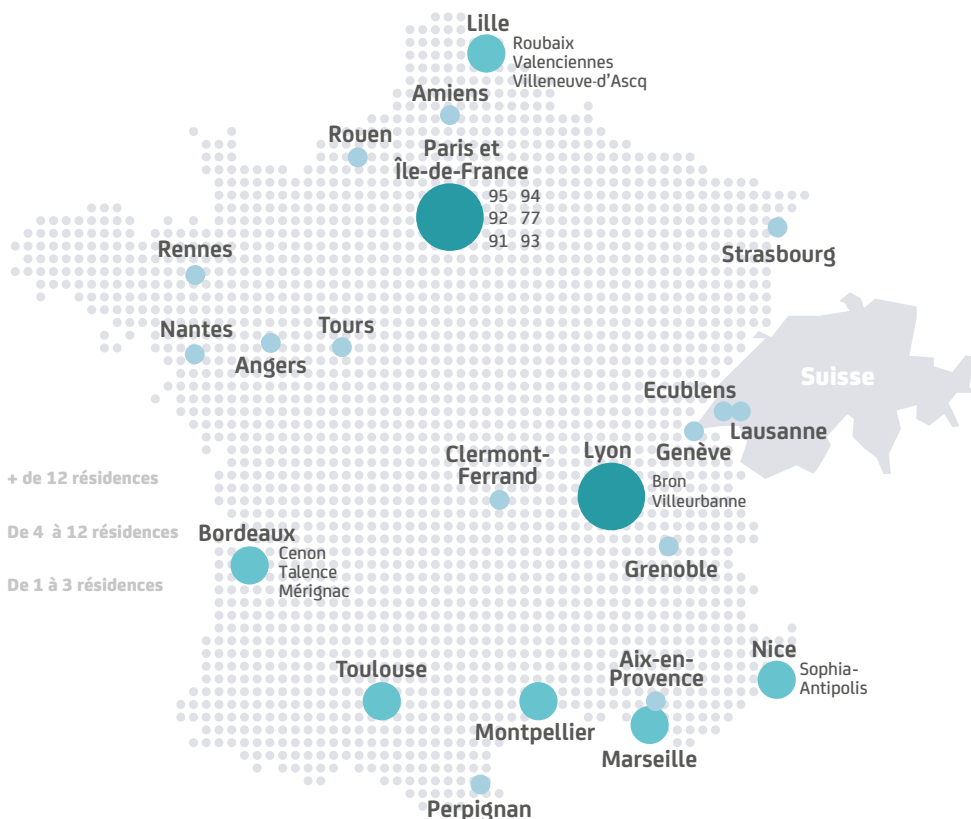 Lille
Roubaix
Valenciennes
Villeneuve-d'Ascq
Amiens
Rouen
Paris et
Île-de-France
95 94
92 77
91 93
Strasbourg
Rennes
Nantes
Angers
Tours
Suisse
Ecublens
Lausanne
Genève
Clermont-
Ferrand
Lyon
Bron
Villeurbanne
+ de 12 résidences
De 4 à 12 résidences
De 1 à 3 résidences
Bordeaux
Cenon
Talence
Mérignac
Grenoble
Toulouse
Montpellier
Aix-en-
Provence
Marseille
Nice
Sophia-
Antipolis
Perpignan